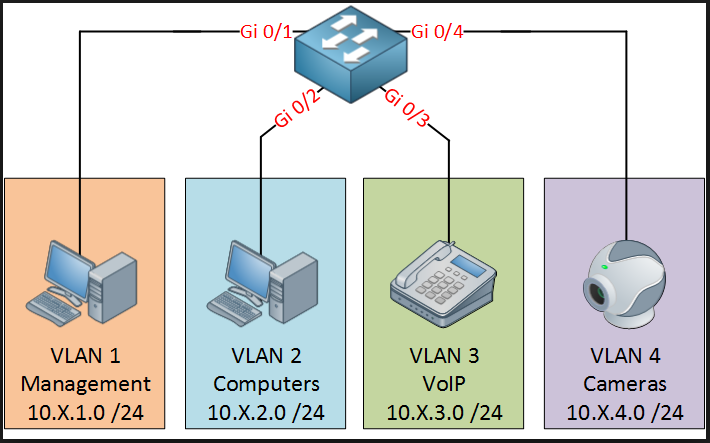 Gi 0/1
Gi 0/4
Gi 0/2
Gi 0/3
VLAN 1
Management
10.X.1.0 /24
VLAN 2
Computers
10.X.2.0 /24
VLAN 3
VoIP
10.X.3.0 /24
VLAN 4
Cameras
10.X.4.0 /24